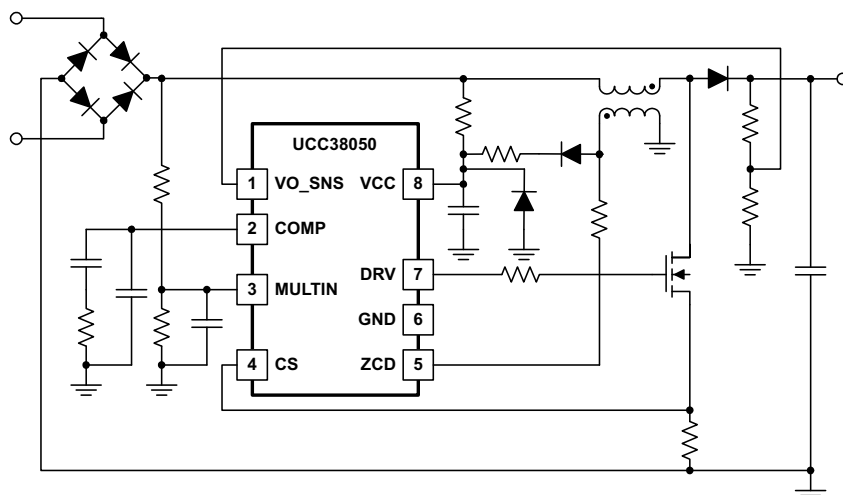 UCC38050
1 VO_SNS VCC 8
2 COMP
DRV 7
3 MULTIN
GND 6
4 CS ZCD 5